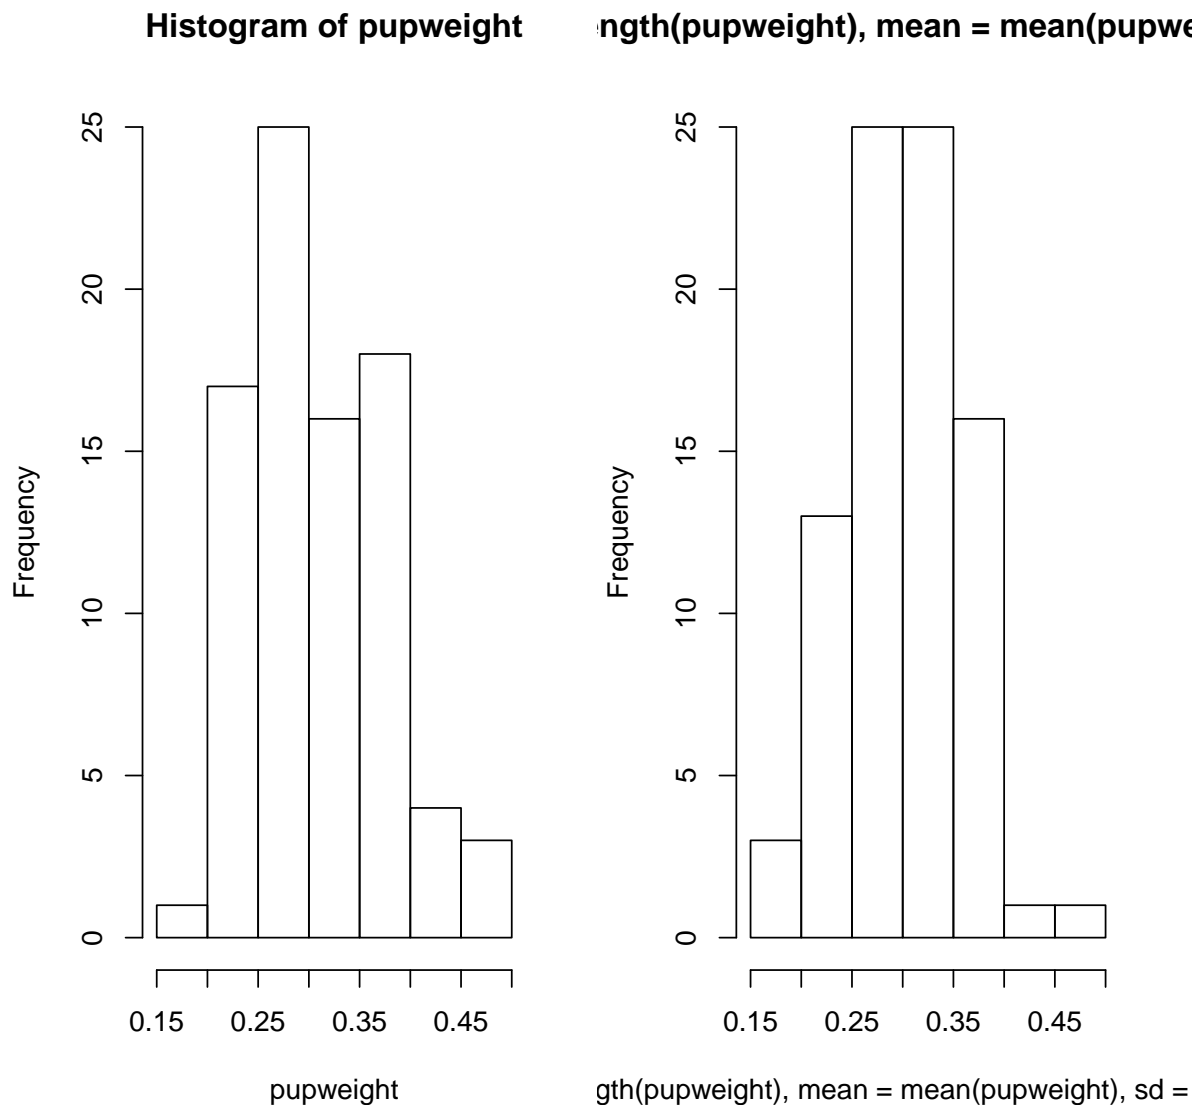 Histogram of pupweight
ength(pupweight), mean = mean(pupwe
Frequency
0
5
10
15
20
25
0.15 0.25 0.35 0.45
pupweight
Frequency
0
5
10
15
20
25
0.15 0.25 0.35 0.45
gth(pupweight), mean = mean(pupweight), sd =